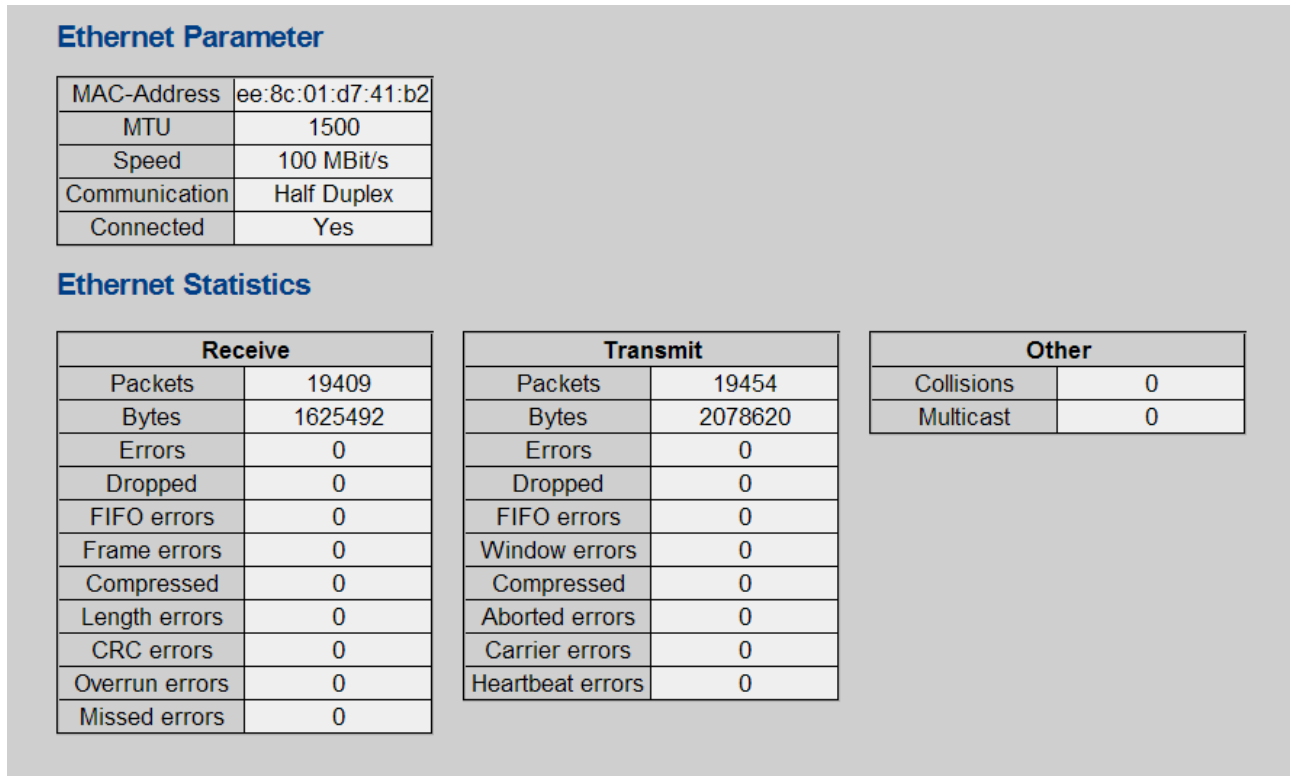 Ethernet Parameter
MAC-Address ee:8c:01:d7:41:b2
MTU 1500
Speed 100 MBit/s
Communication Half Duplex
Connected Yes
Ethernet Statistics
Receive
Packets 19409
Bytes 1625492
Errors 0
Dropped 0
FIFO errors 0
Frame errors 0
Compressed 0
Length errors 0
CRC errors 0
Overrun errors 0
Missed errors 0
Transmit
Packets 19454
Bytes 2078620
Errors 0
Dropped 0
FIFO errors 0
Window errors 0
Compressed 0
Aborted errors 0
Carrier errors 0
Heartbeat errors 0
Other
Collisions 0
Multicast 0